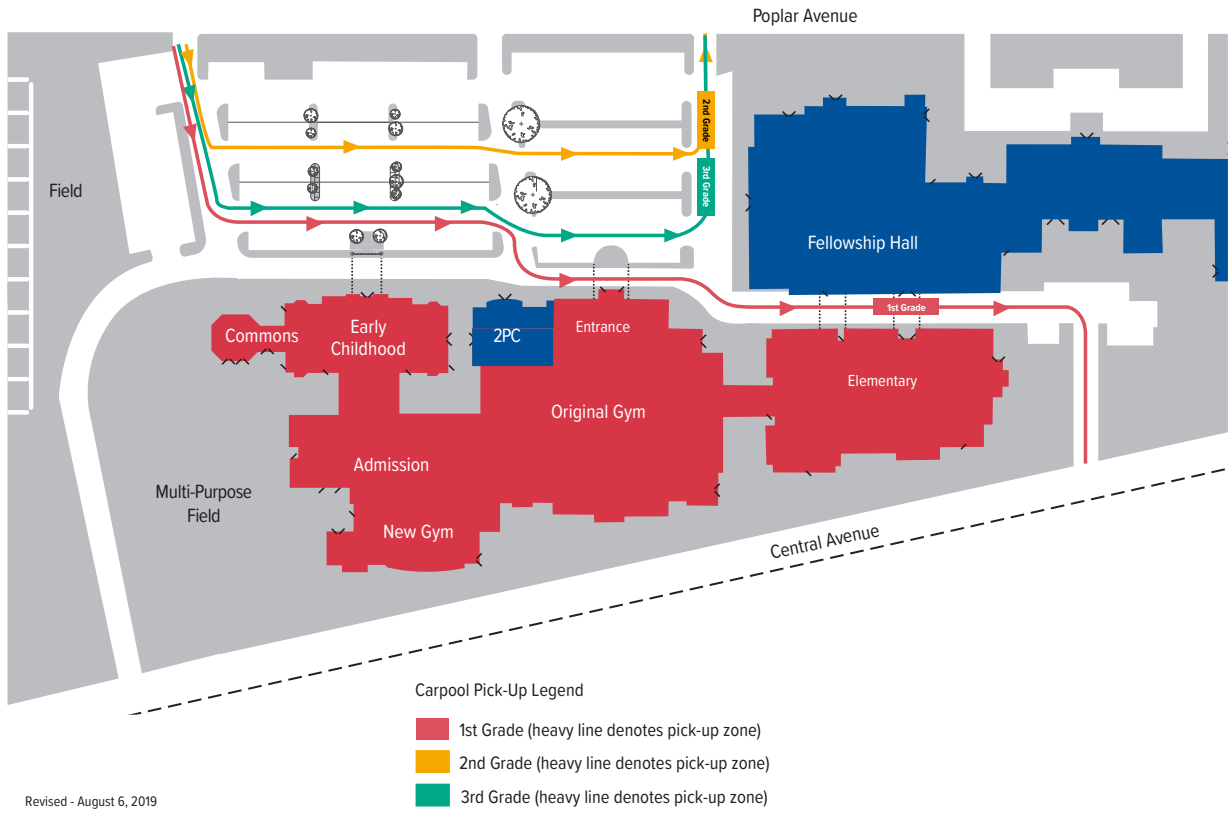 Poplar Avenue
2nd Grade
3rd Grade
Field
Fellowship Hall
1st Grade
Commons
Early
Childhood
2PC
Entrance
Elementary
Original Gym
Admission
Multi-Purpose
Field
New Gym
Central Avenue
Carpool Pick-Up Legend
1st Grade (heavy line denotes pick-up zone)
2nd Grade (heavy line denotes pick-up zone)
3rd Grade (heavy line denotes pick-up zone)
Revised - August 6, 2019